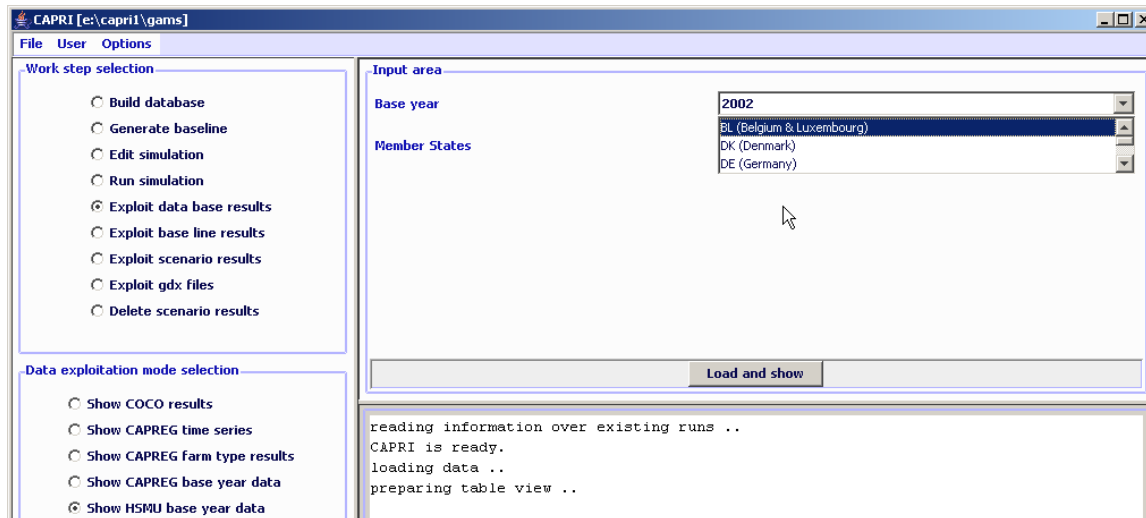 CAPRI [e:\capri1\gams]
File User Options
Work step selection
Build database
Generate baseline
Edit simulation
Run simulation
Exploit data base results
Exploit base line results
Exploit scenario results
Exploit gdx files
Delete scenario results
Data exploitation mode selection
Show COCO results
Show CAPREG time series
Show CAPREG farm type results
Show CAPREG base year data
Show HSMU base year data
Input area
Base year 2002
Member States
BL (Belgium & Luxembourg)
DK (Denmark)
DE (Germany)
Load and show
reading information over existing runs ..
CAPRI is ready.
loading data ..
preparing table view ..